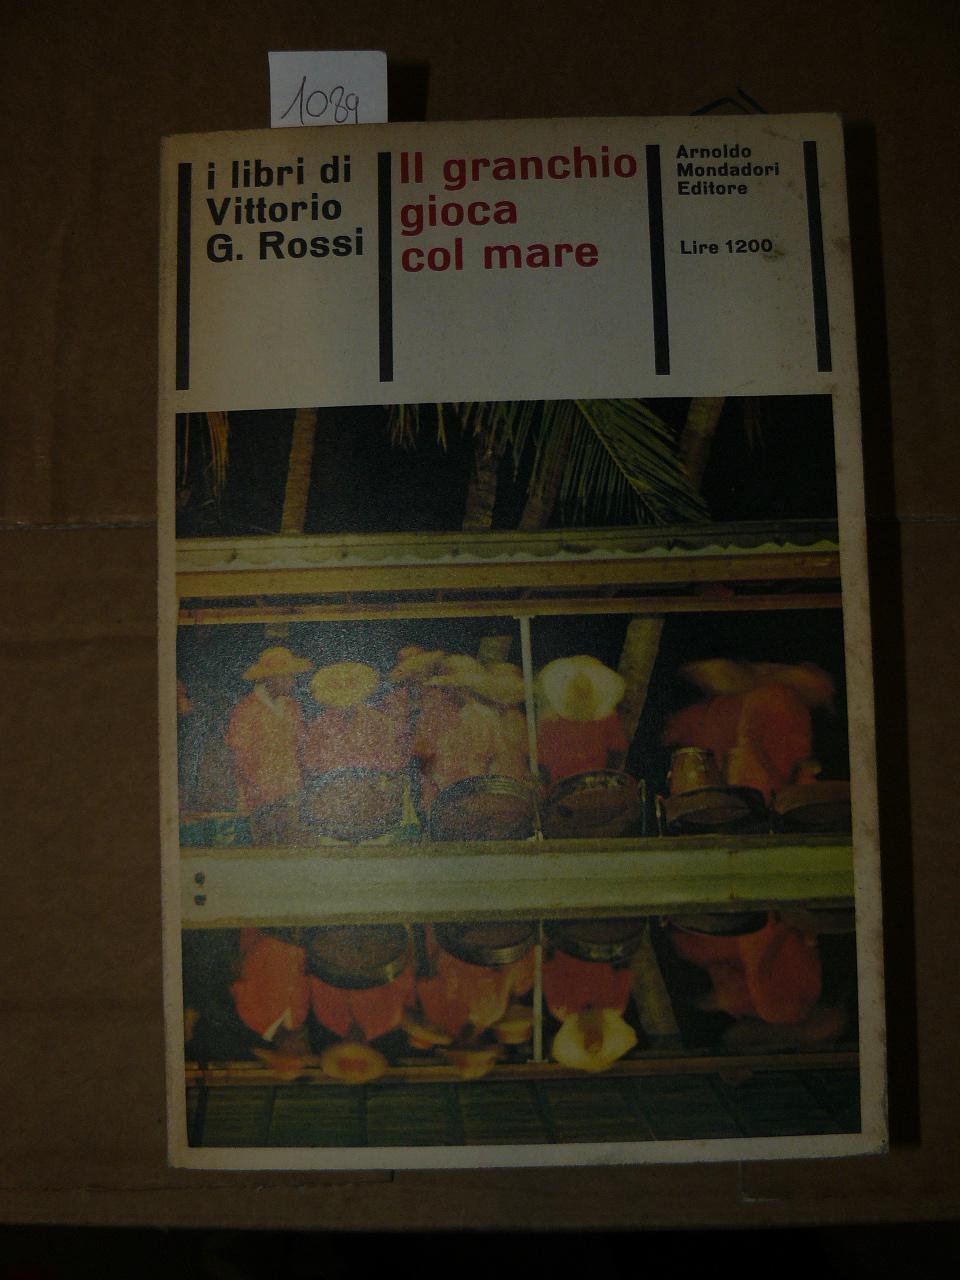 1089
i libri di
Vittorio
G. Rossi
Il granchio
gioca
col mare
Arnoldo
Mondadori
Editore
Lire 1200